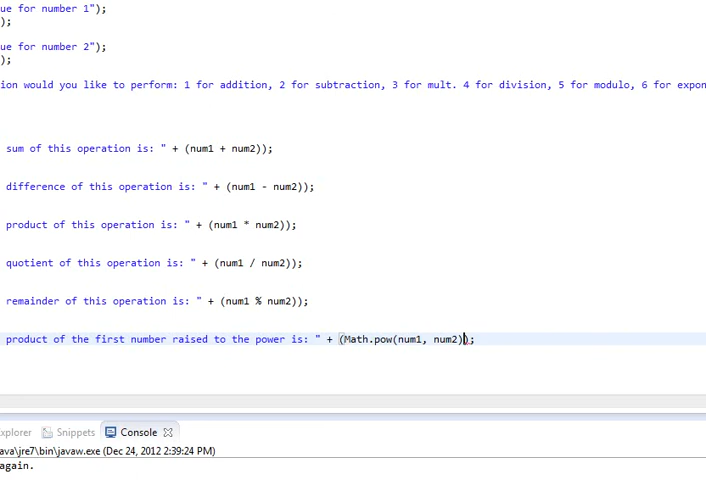 ue for number 1");
);
ue for number 2");
);
ion would you like to perform: 1 for addition, 2 for subtraction, 3 for mult. 4 for division, 5 for modulo, 6 for expon
sum of this operation is: " + (num1 + num2));
difference of this operation is: " + (num1 - num2));
product of this operation is: " + (num1 * num2));
quotient of this operation is: " + (num1 / num2));
remainder of this operation is: " + (num1 % num2));
product of the first number raised to the power is: " + (Math.pow(num1, num2));
xplorer Snippets Console
ava\jre7\bin\javaw.exe (Dec 24, 2012 2:39:24 PM)
again.